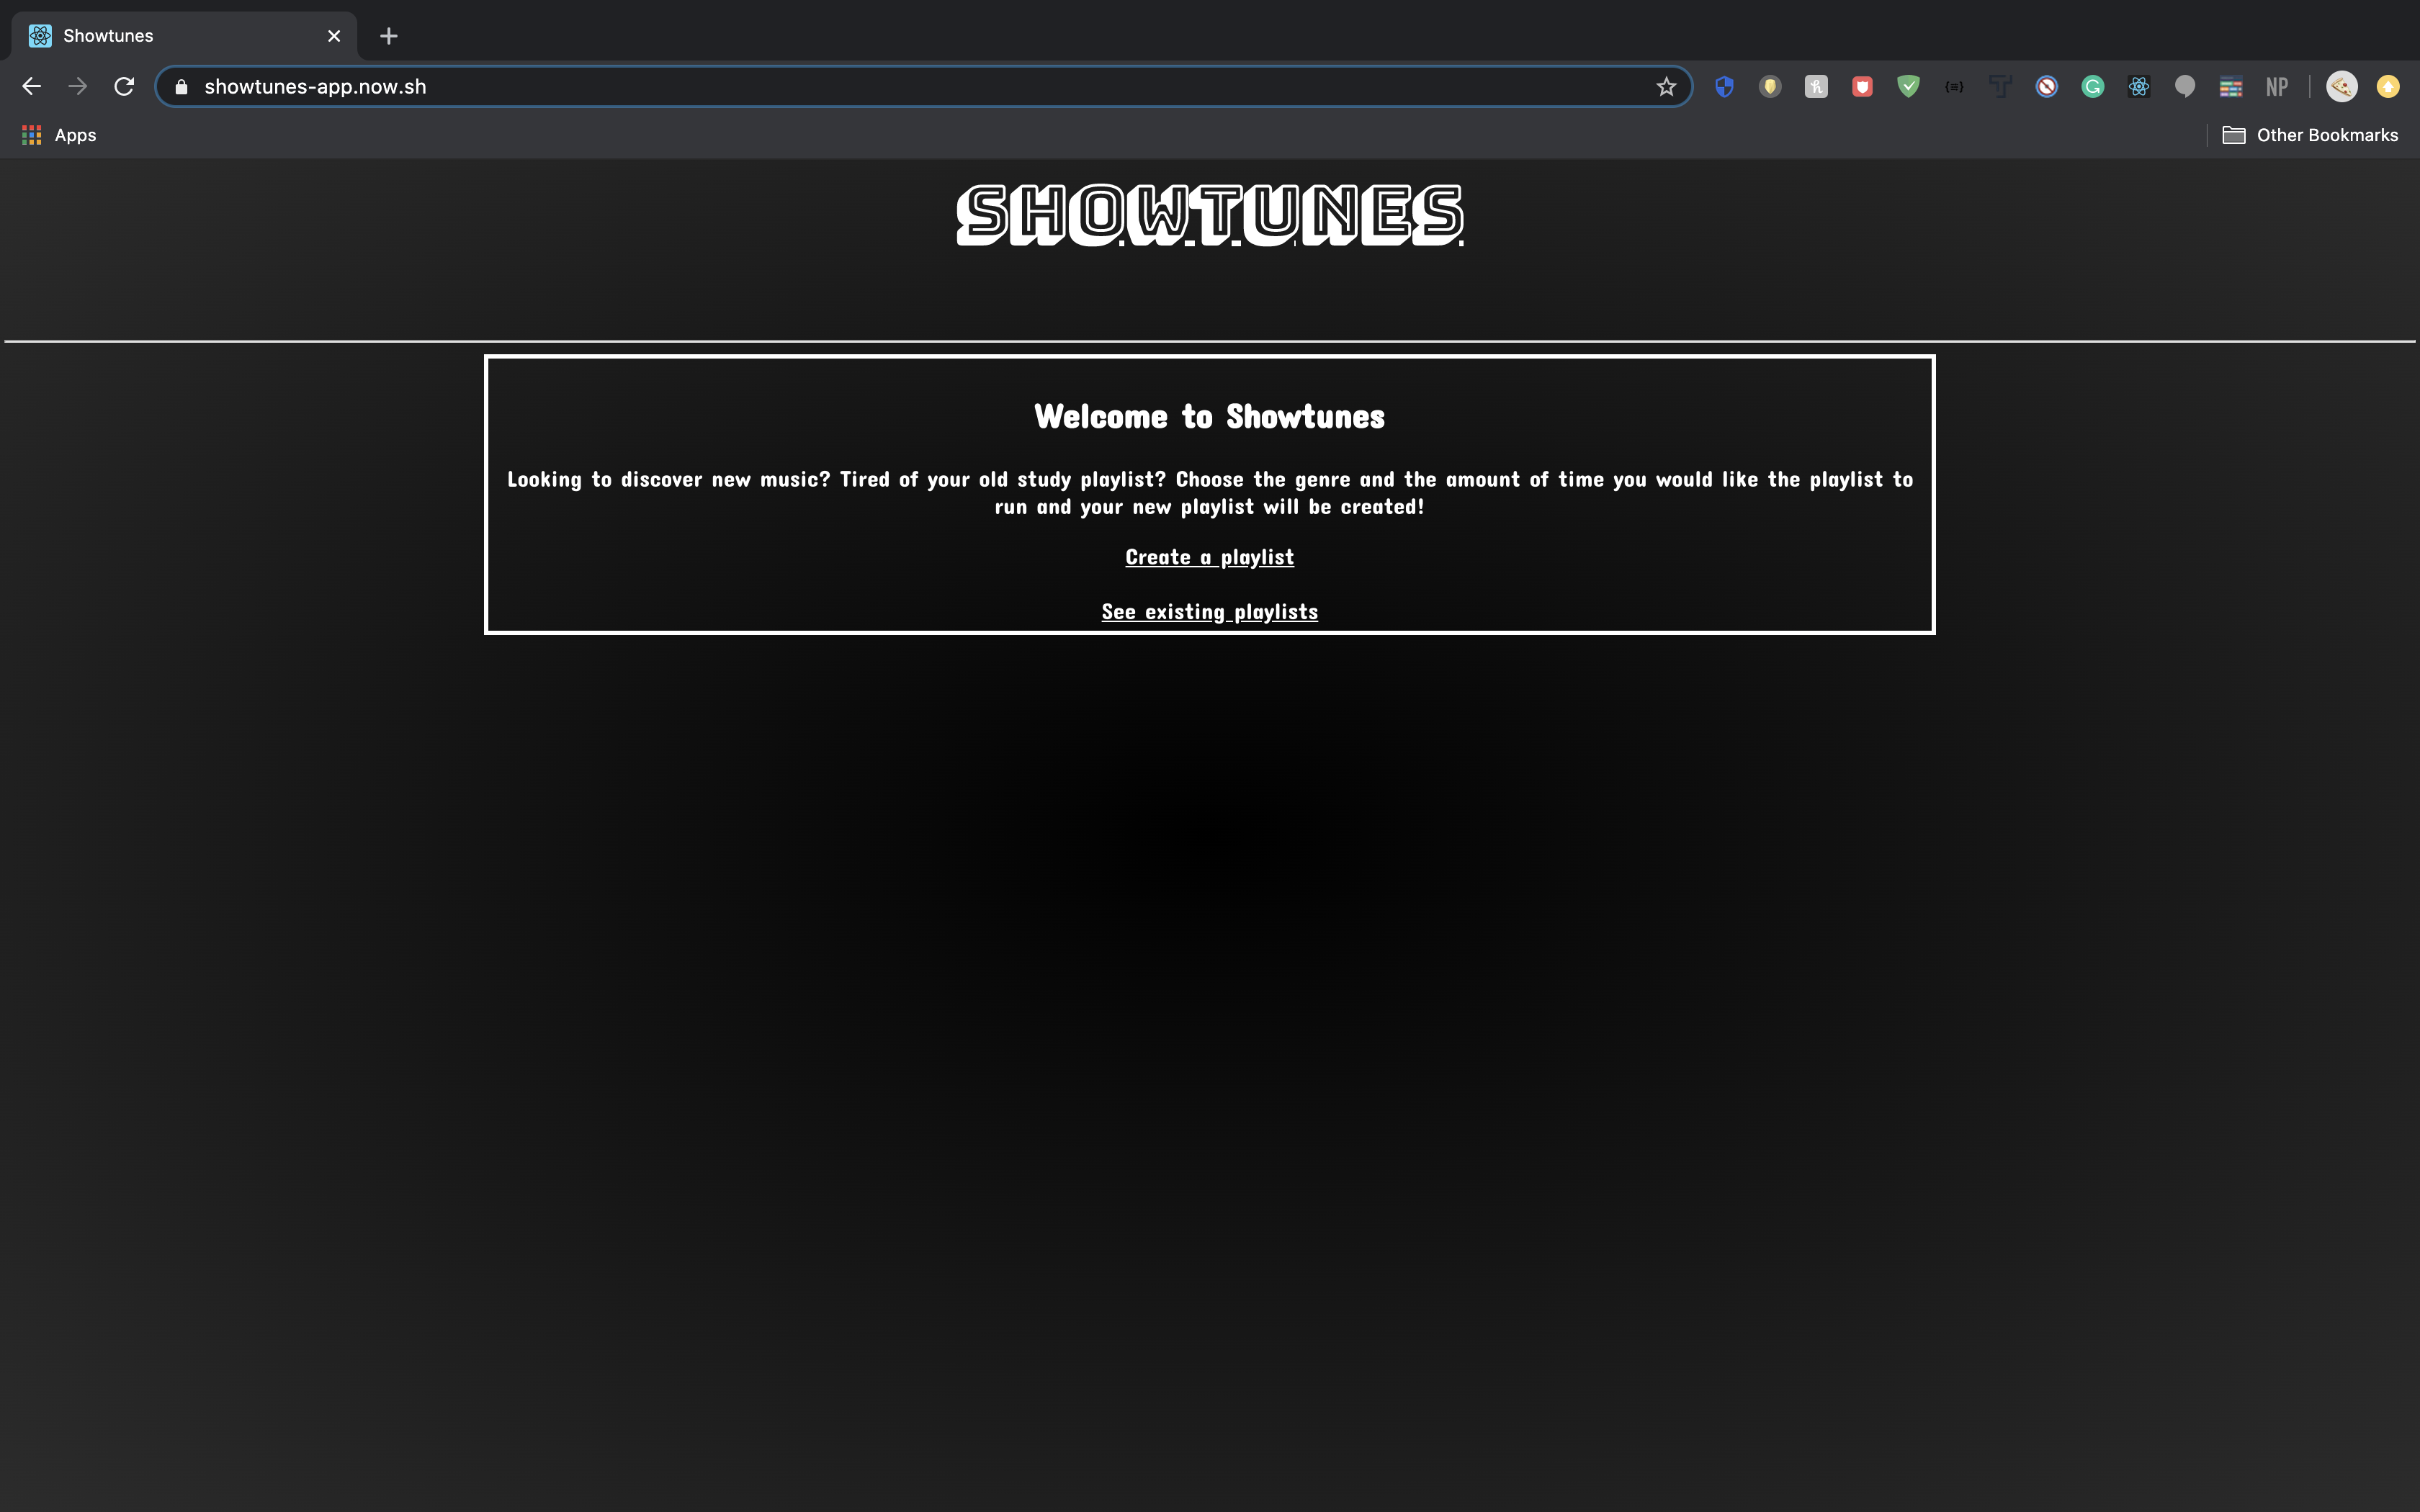 Showtunes
showtunes-app.now.sh
NP
Apps
Other Bookmarks
SHOWTUNES
Welcome to Showtunes
Looking to discover new music? Tired of your old study playlist? Choose the genre and the amount of time you would like the playlist to
run and your new playlist will be created!
Create a playlist
See existing playlists